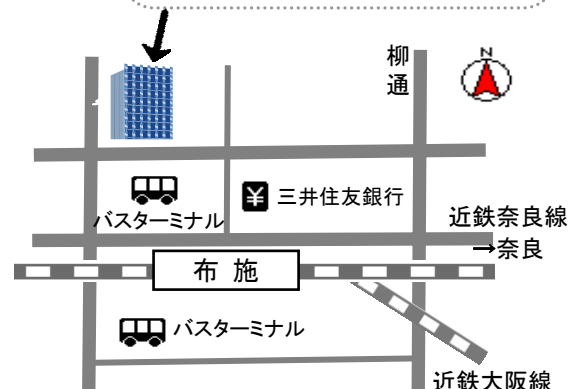 柳通
N
三井住友銀行
バスターミナル
近鉄奈良線
→奈良
布施
バスターミナル
近鉄大阪線